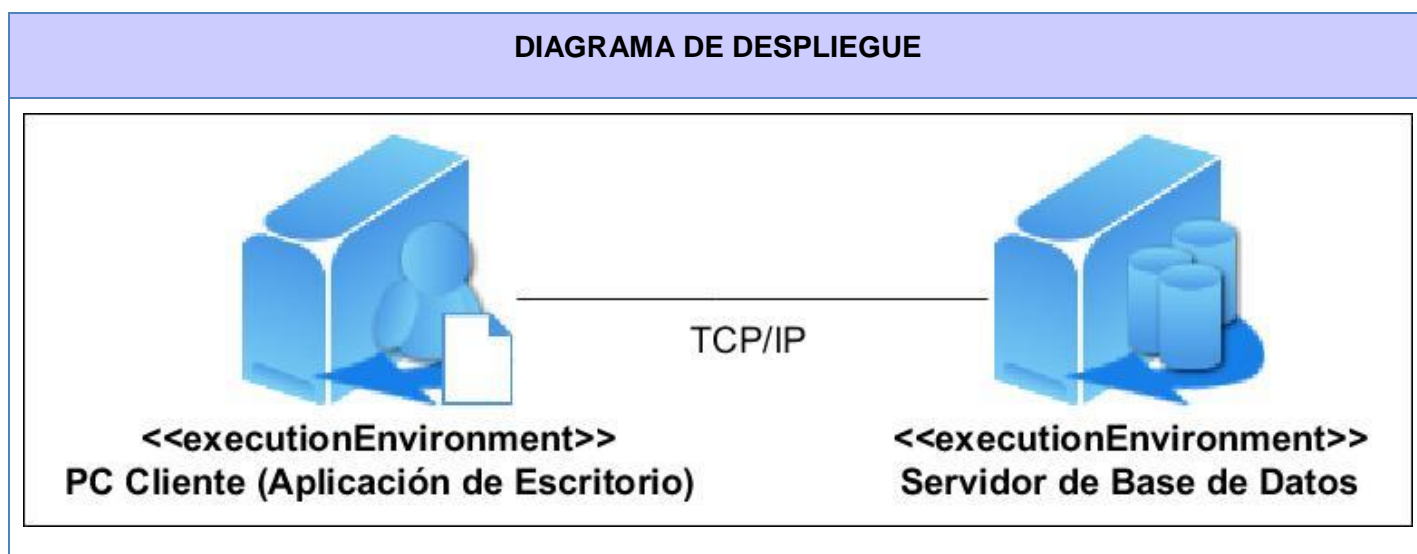 DIAGRAMA DE DESPLIEGUE
TCP/IP
<<executionEnvironment>>
PC Cliente (Aplicación de Escritorio)
<<executionEnvironment>>
Servidor de Base de Datos